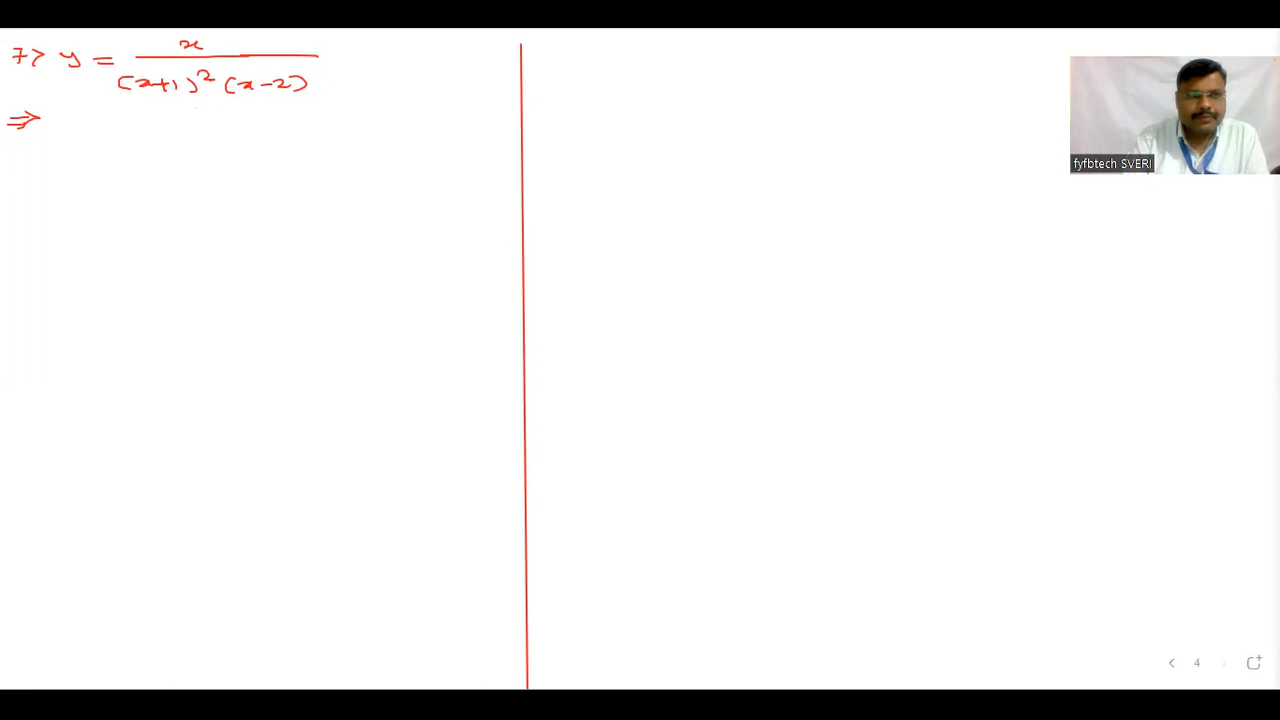 7> y = x
(x+1)² (x-2)
⇒
fyfbtech SVERI
< 4 >